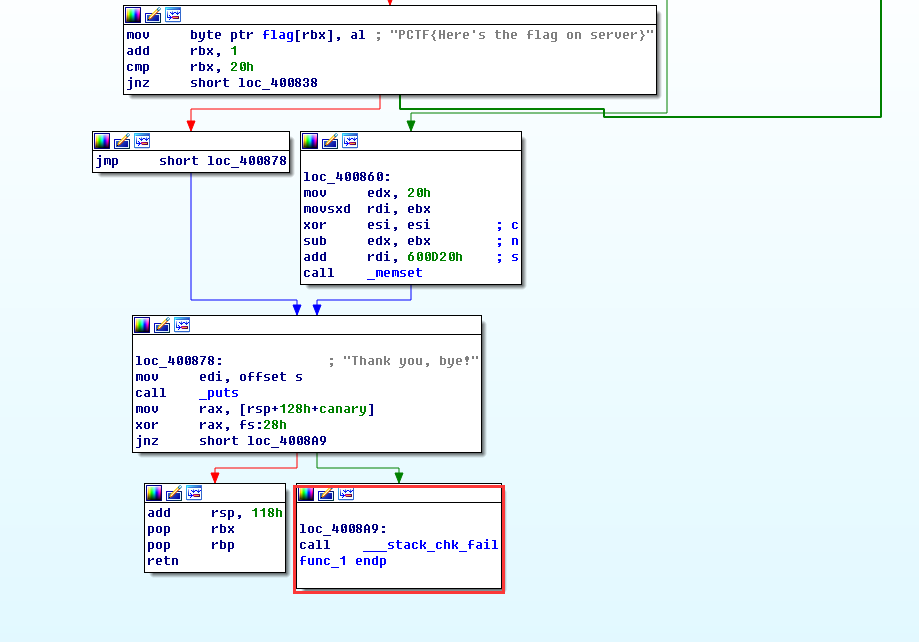 mov     byte ptr flag[rbx], al ; "PCTF{Here's the flag on server}"
add     rbx, 1
cmp     rbx, 20h
jnz     short loc_400838
jmp     short loc_400878
loc_400860:
mov     edx, 20h
movsxd  rdi, ebx
xor     esi, esi        ; c
sub     edx, ebx        ; n
add     rdi, 600D20h    ; s
call    _memset
loc_400878:             ; "Thank you, bye!"
mov     edi, offset s
call    _puts
mov     rax, [rsp+128h+canary]
xor     rax, fs:28h
jnz     short loc_4008A9
add     rsp, 118h
pop     rbx
pop     rbp
retn
loc_4008A9:
call    ___stack_chk_fail
func_1 endp